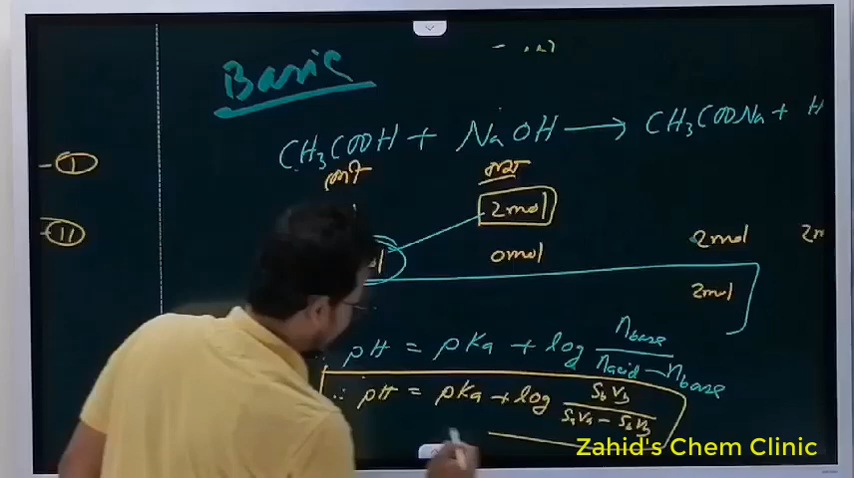 Basic
CH3COOH + NaOH → CH3COONa + H
2mol
0mol 2mol
2mol
I
II
pH = pKa + log nbase / nacid – nbase
∴ pH = pKa + log SbVb / SaVa – SbVb
Zahid's Chem Clinic